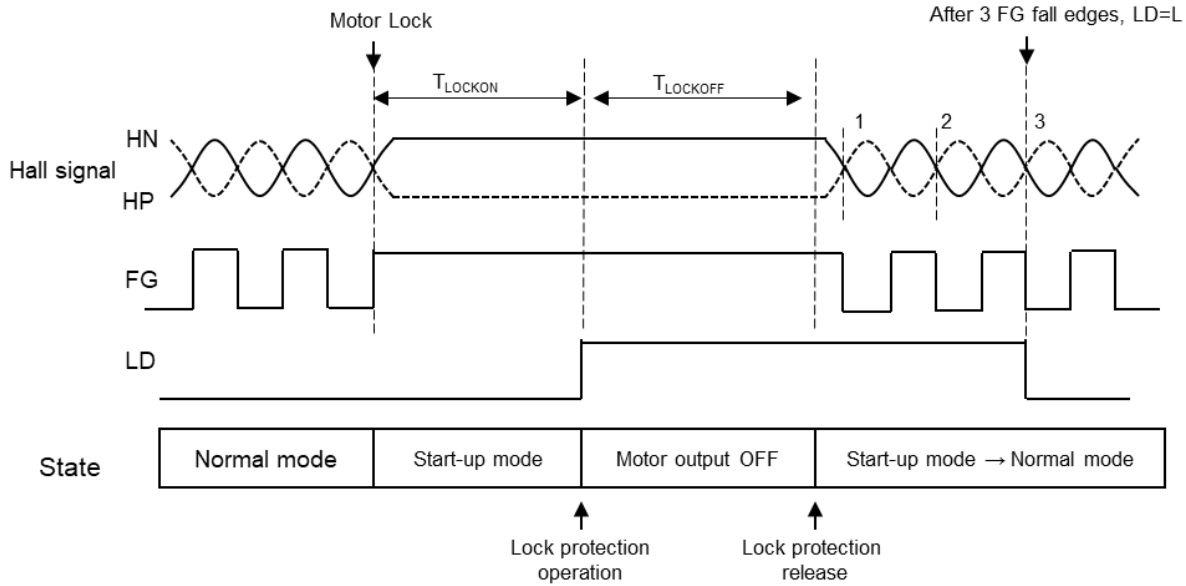 After 3 FG fall edges, LD=L
Motor Lock
TLOCKON
TLOCKOFF
HN
1
2
3
Hall signal
HP
FG
LD
State
Normal mode
Start-up mode
Motor output OFF
Start-up mode → Normal mode
Lock protection
operation
Lock protection
release